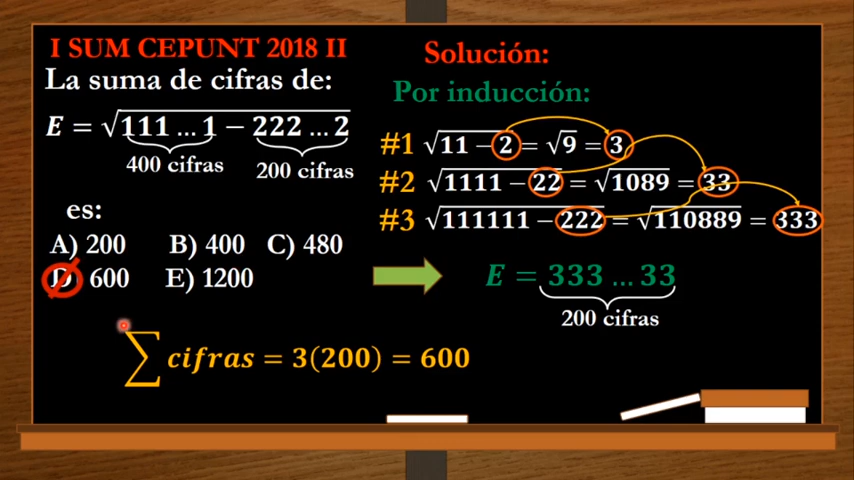 I SUM CEPUNT 2018 II
La suma de cifras de:
E = √111 ... 1 − 222 ... 2
400 cifras 200 cifras
es:
A) 200 B) 400 C) 480
D) 600 E) 1200
Solución:
Por inducción:
#1 √11 − 2 = √9 = 3
#2 √1111 − 22 = √1089 = 33
#3 √111111 − 222 = √110889 = 333
E = 333 ... 33
200 cifras
∑ cifras = 3(200) = 600